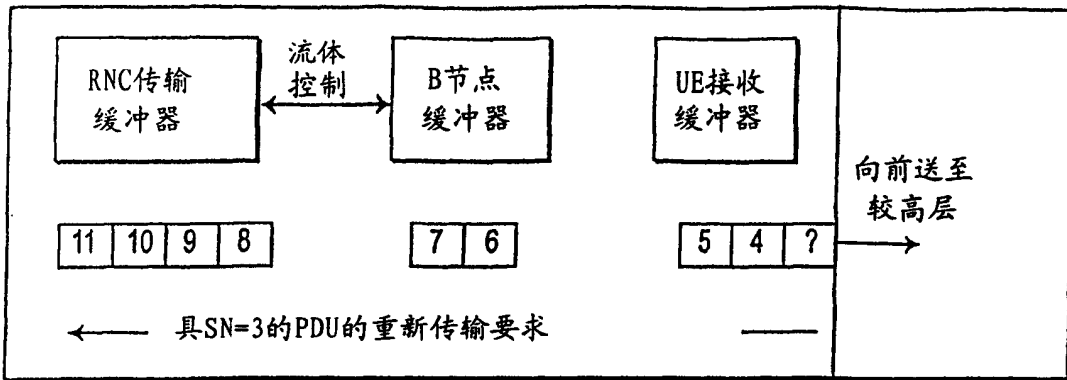 RNC传输
缓冲器
流体
控制
B节点
缓冲器
UE接收
缓冲器
向前送至
较高层
11 10 9 8
7 6
5 4 ?
具SN=3的PDU的重新传输要求